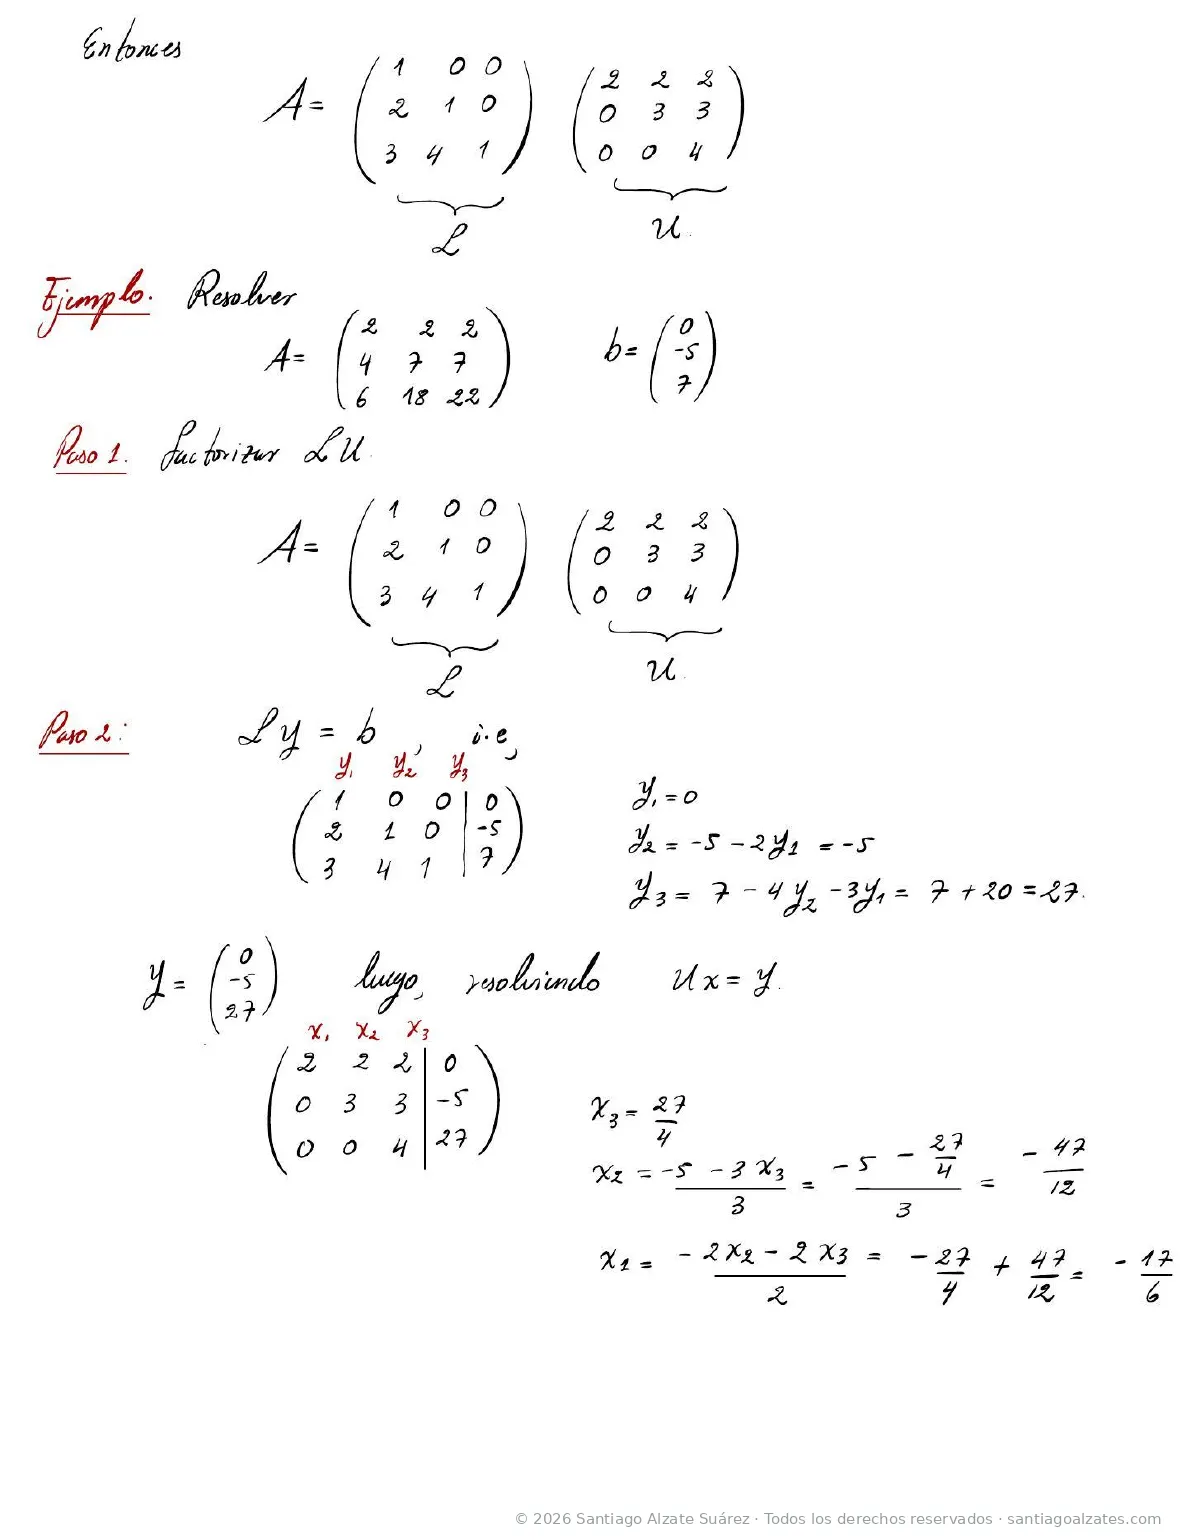 Entonces
A = ( 1 0 0 ; 2 1 0 ; 3 4 1 ) ( 2 2 2 ; 0 3 3 ; 0 0 4 )
L U.
Ejemplo. Resolver
A = ( 2 2 2 ; 4 7 7 ; 6 18 22 ) b = ( 0 ; -5 ; 7 )
Paso 1. factorizar LU.
A = ( 1 0 0 ; 2 1 0 ; 3 4 1 ) ( 2 2 2 ; 0 3 3 ; 0 0 4 )
L U.
Paso 2: Ly = b, i.e,
y₁ y₂ y₃
( 1 0 0 | 0 ; 2 1 0 | -5 ; 3 4 1 | 7 )
y₁ = 0
y₂ = -5 - 2y₁ = -5
y₃ = 7 - 4y₂ - 3y₁ = 7 + 20 = 27.
y = ( 0 ; -5 ; 27 ) luego, resolviendo Ux = y.
x₁ x₂ x₃
( 2 2 2 | 0 ; 0 3 3 | -5 ; 0 0 4 | 27 )
x₃ = 27/4
x₂ = (-5 - 3x₃)/3 = (-5 - 27/4)/3 = - 47/12
x₁ = (-2x₂ - 2x₃)/2 = - 27/4 + 47/12 = - 17/6
© 2026 Santiago Alzate Suárez · Todos los derechos reservados · santiagoalzates.com